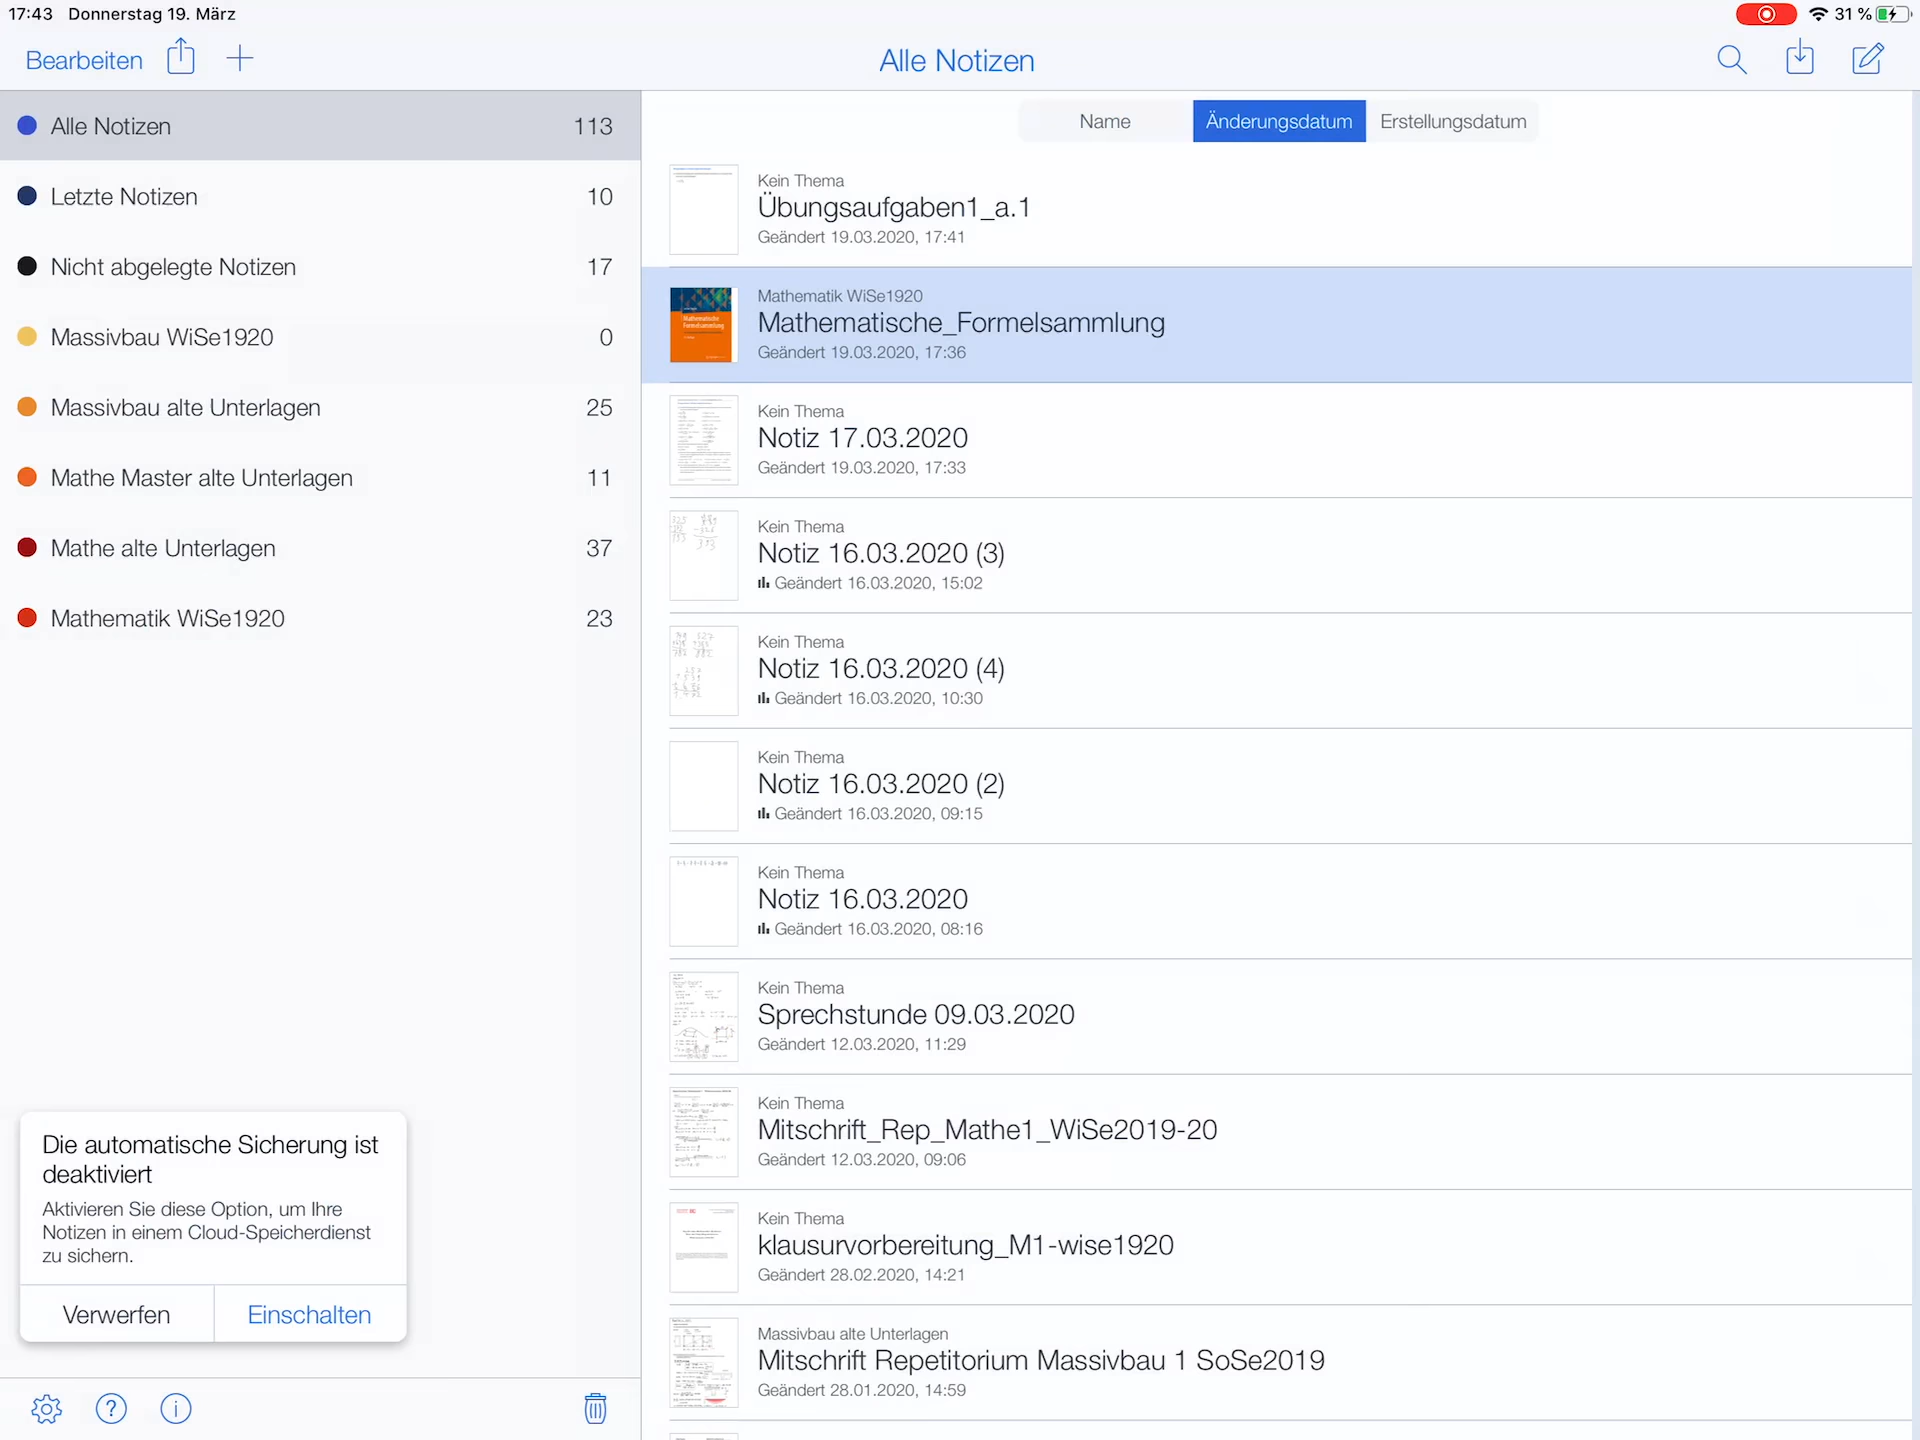 17:43 Donnerstag 19. März
31 %
Bearbeiten
Alle Notizen
Alle Notizen 113
Letzte Notizen 10
Nicht abgelegte Notizen 17
Massivbau WiSe1920 0
Massivbau alte Unterlagen 25
Mathe Master alte Unterlagen 11
Mathe alte Unterlagen 37
Mathematik WiSe1920 23
Die automatische Sicherung ist
deaktiviert
Aktivieren Sie diese Option, um Ihre
Notizen in einem Cloud-Speicherdienst
zu sichern.
Verwerfen Einschalten
Name Änderungsdatum Erstellungsdatum
Kein Thema
Übungsaufgaben1_a.1
Geändert 19.03.2020, 17:41
Mathematische
Formelsammlung
Mathematik WiSe1920
Mathematische_Formelsammlung
Geändert 19.03.2020, 17:36
Kein Thema
Notiz 17.03.2020
Geändert 19.03.2020, 17:33
Kein Thema
Notiz 16.03.2020 (3)
Geändert 16.03.2020, 15:02
Kein Thema
Notiz 16.03.2020 (4)
Geändert 16.03.2020, 10:30
Kein Thema
Notiz 16.03.2020 (2)
Geändert 16.03.2020, 09:15
Kein Thema
Notiz 16.03.2020
Geändert 16.03.2020, 08:16
Kein Thema
Sprechstunde 09.03.2020
Geändert 12.03.2020, 11:29
Kein Thema
Mitschrift_Rep_Mathe1_WiSe2019-20
Geändert 12.03.2020, 09:06
Kein Thema
klausurvorbereitung_M1-wise1920
Geändert 28.02.2020, 14:21
Massivbau alte Unterlagen
Mitschrift Repetitorium Massivbau 1 SoSe2019
Geändert 28.01.2020, 14:59